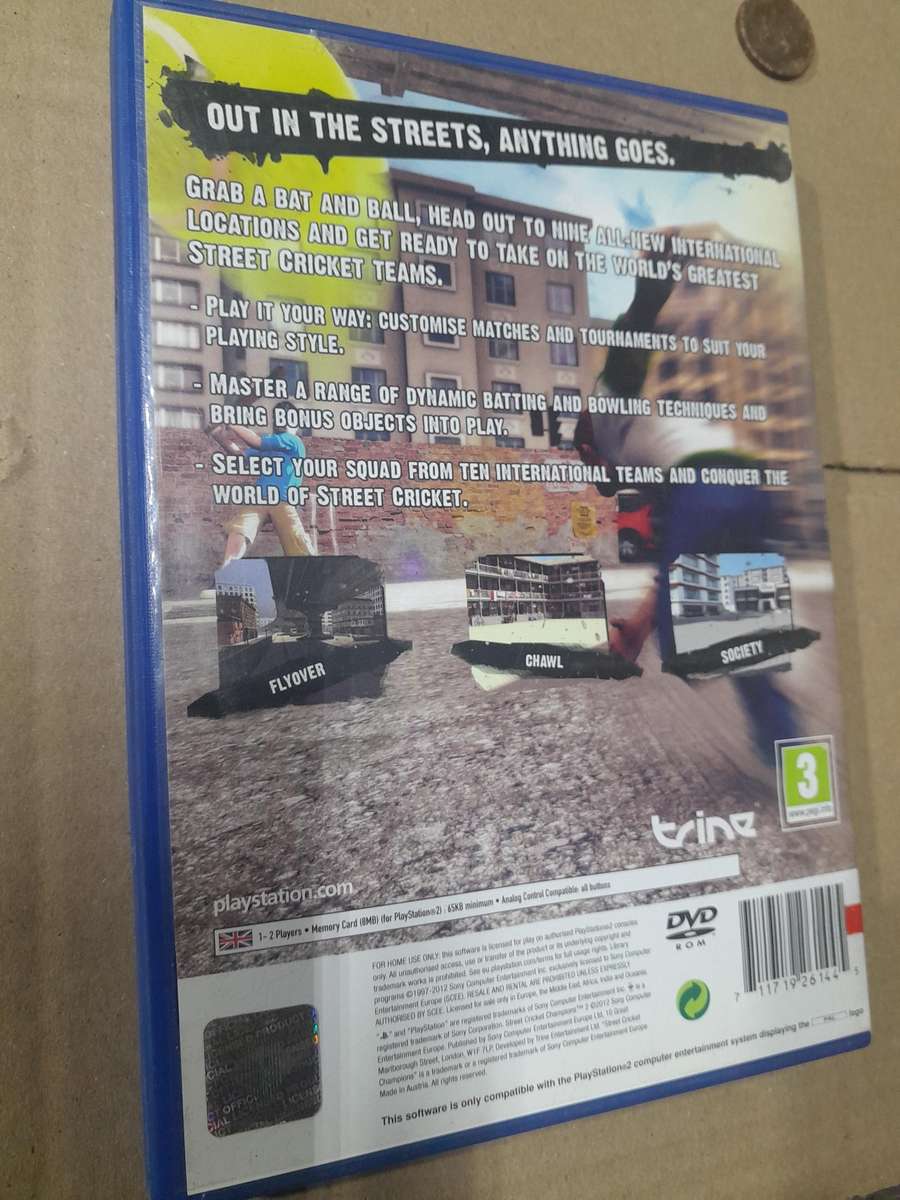 OUT IN THE STREETS, ANYTHING GOES.
GRAB A BAT AND BALL, HEAD OUT TO NINE ALL-NEW INTERNATIONAL
LOCATIONS AND GET READY TO TAKE ON THE WORLD'S GREATEST
STREET CRICKET TEAMS.
- PLAY IT YOUR WAY: CUSTOMISE MATCHES AND TOURNAMENTS TO SUIT YOUR
PLAYING STYLE.
- MASTER A RANGE OF DYNAMIC BATTING AND BOWLING TECHNIQUES AND
BRING BONUS OBJECTS INTO PLAY.
- SELECT YOUR SQUAD FROM TEN INTERNATIONAL TEAMS AND CONQUER THE
WORLD OF STREET CRICKET.
FLYOVER
CHAWL
SOCIETY
3
www.pegi.info
trine
playstation.com
1- 2 Players • Memory Card (8MB) (for PlayStation®2) : 65KB minimum • Analog Control Compatible: all buttons
FOR HOME USE ONLY: this software is licensed for play on authorised PlayStation®2 consoles
only. All unauthorised access, use or transfer of the product or its underlying copyright and
trademark works is prohibited. See eu.playstation.com/terms for full usage rights. Library
programs ©1997-2012 Sony Computer Entertainment Inc. exclusively licensed to Sony Computer
Entertainment Europe (SCEE). RESALE AND RENTAL ARE PROHIBITED UNLESS EXPRESSLY
AUTHORISED BY SCEE. Licensed for sale only in Europe, the Middle East, Africa, India and Oceania.
" " and "PlayStation" are registered trademarks of Sony Computer Entertainment Inc. " " is a
registered trademark of Sony Corporation. Street Cricket Champions™ 2 ©2012 Sony Computer
Entertainment Europe. Published by Sony Computer Entertainment Europe Ltd, 10 Great
Marlborough Street, London, W1F 7LP. Developed by Trine Entertainment Ltd. "Street Cricket
Champions" is a trademark or a registered trademark of Sony Computer Entertainment Europe
Made in Austria. All rights reserved.
DVD
ROM
7 11719 26144 5
This software is only compatible with the PlayStation®2 computer entertainment system displaying the PAL logo
PRODUCT
CIAL
OFFICI
LICEN